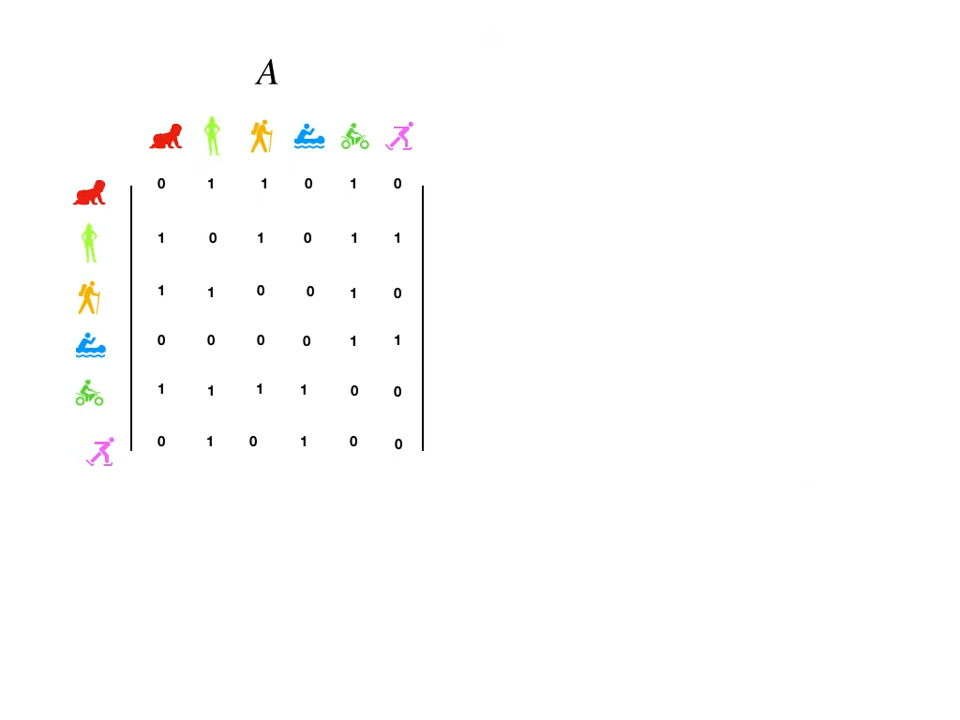 A
0 1 1 0 1 0
1 0 1 0 1 1
1 1 0 0 1 0
0 0 0 0 1 1
1 1 1 1 0 0
0 1 0 1 0 0